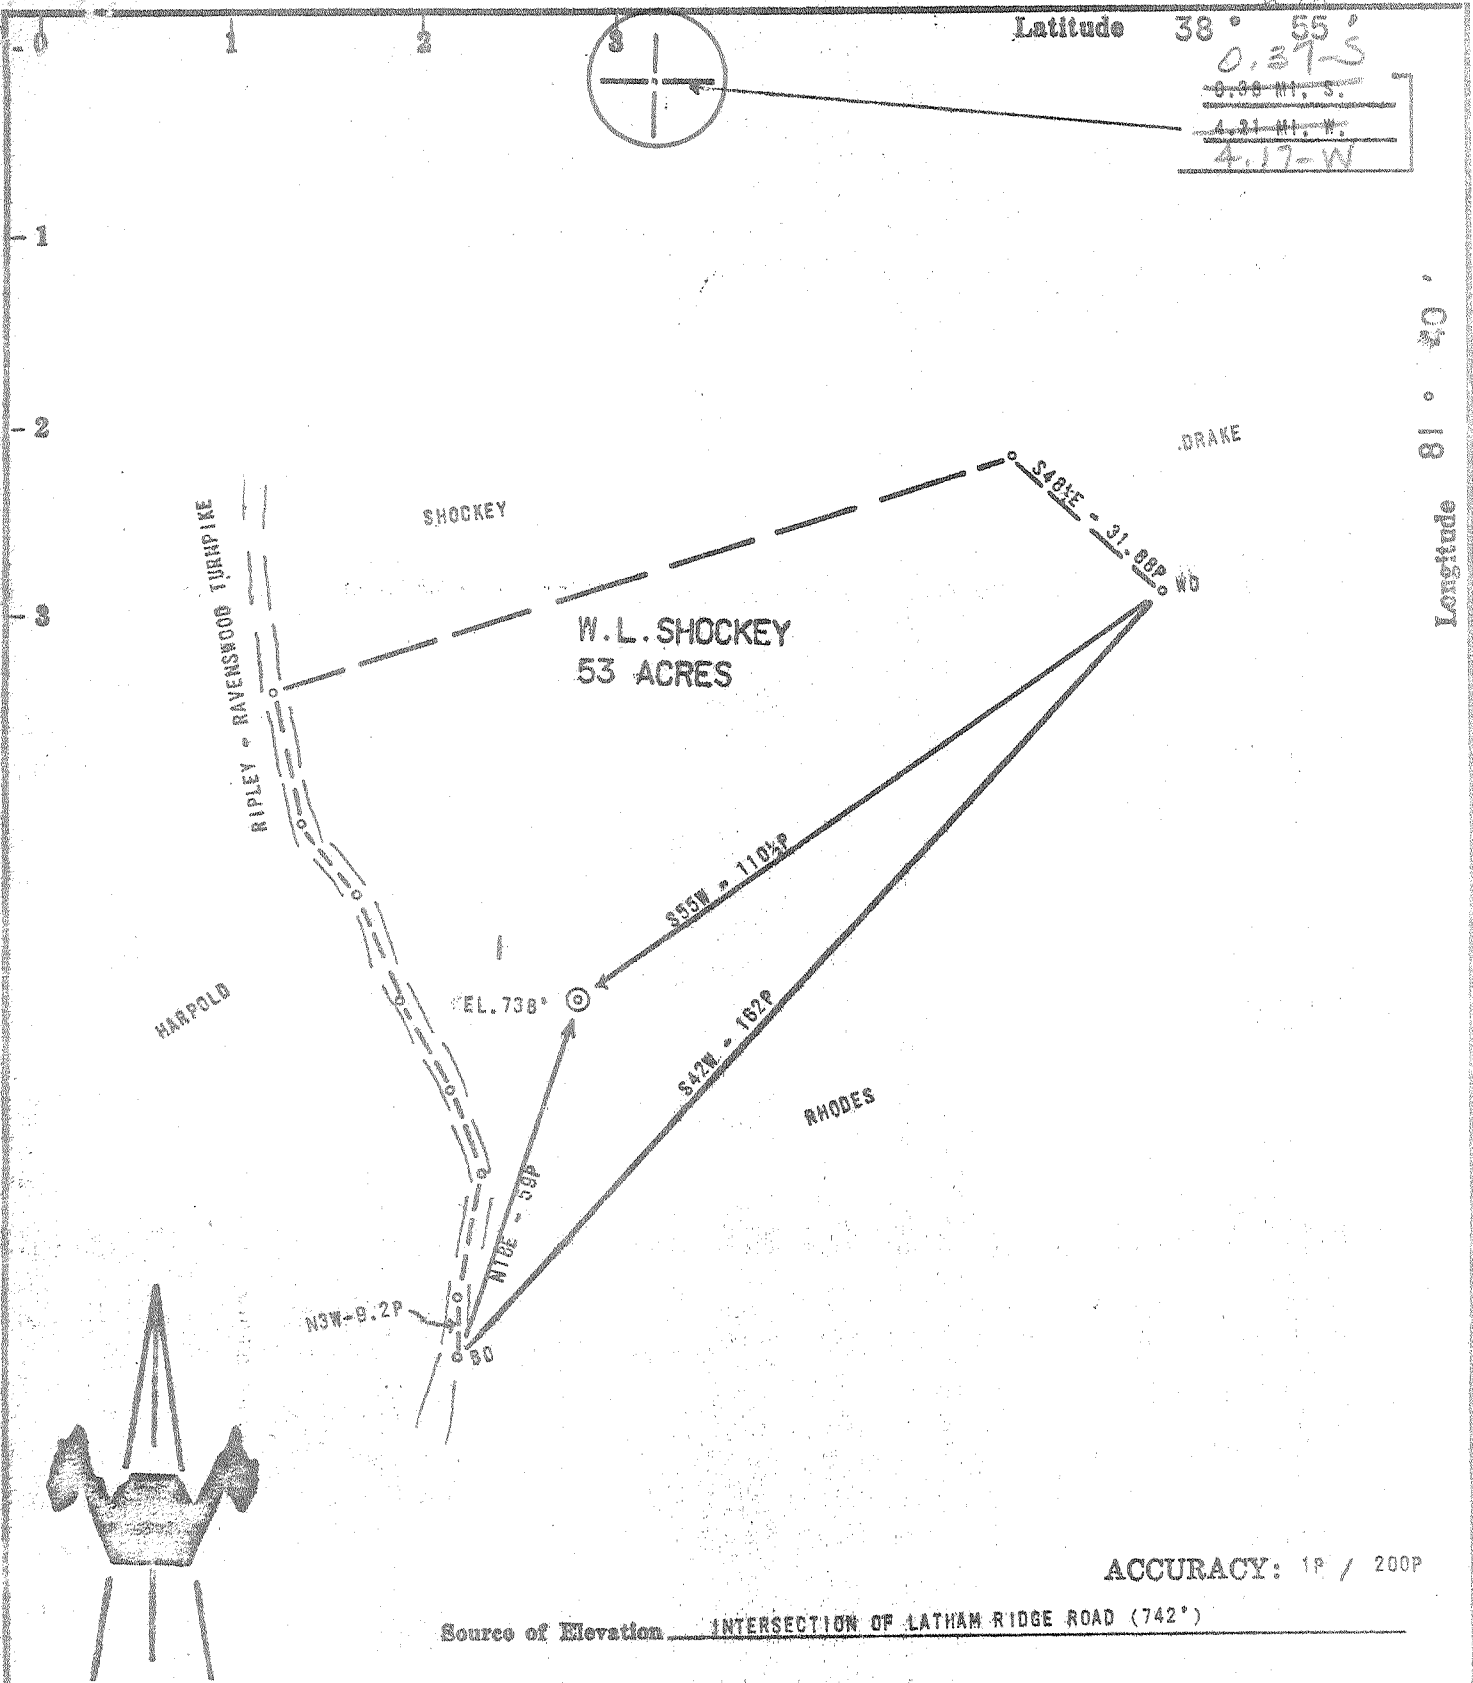 0 1 2 3 Latitude 38° 55'
0.37-S
0.38 MI. S.
4.21 MI. W.
4.17-W
1
2
3
Longitude 81° 40'
DRAKE
SHOCKEY
S48½E - 31.88P
WO
RIPLEY - RAVENSWOOD TURNPIKE
W.L.SHOCKEY
53 ACRES
S55W - 110½P
EL.738'
HARPOLD
S42W - 162P
RHODES
N18E - 59P
N3W-9.2P
BO
ACCURACY: 1P / 200P
Source of Elevation INTERSECTION OF LATHAM RIDGE ROAD (742')